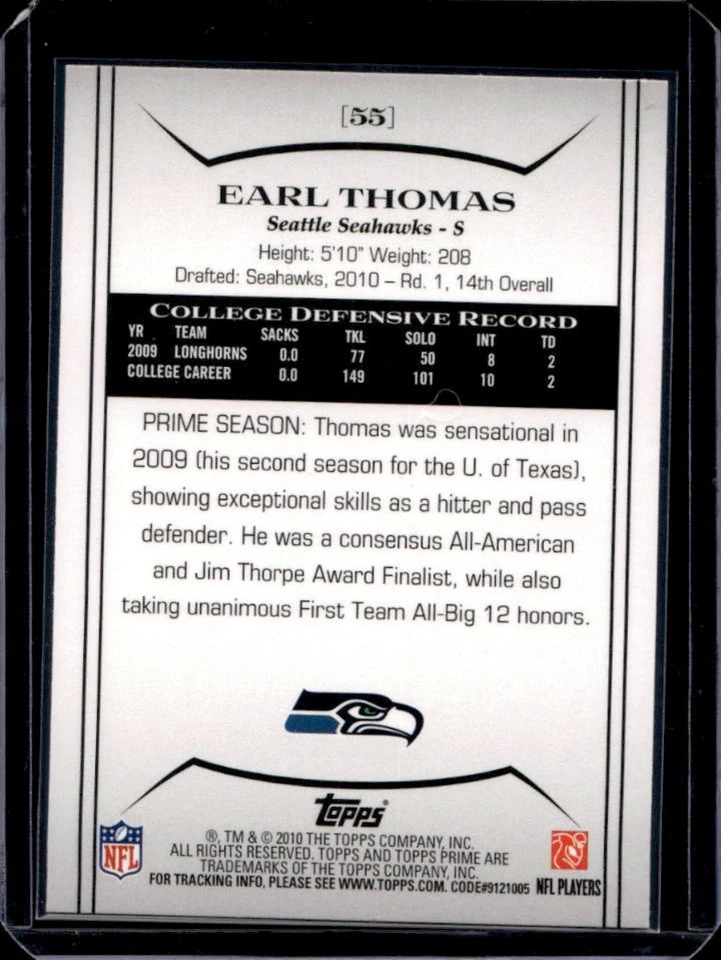 [55]
EARL THOMAS
Seattle Seahawks - S
Height: 5'10" Weight: 208
Drafted: Seahawks, 2010 – Rd. 1, 14th Overall
COLLEGE DEFENSIVE RECORD
YR TEAM SACKS TKL SOLO INT TD
2009 LONGHORNS 0.0 77 50 8 2
COLLEGE CAREER 0.0 149 101 10 2
PRIME SEASON: Thomas was sensational in
2009 (his second season for the U. of Texas),
showing exceptional skills as a hitter and pass
defender. He was a consensus All-American
and Jim Thorpe Award Finalist, while also
taking unanimous First Team All-Big 12 honors.
Topps®
®, TM & © 2010 THE TOPPS COMPANY, INC.
ALL RIGHTS RESERVED. TOPPS AND TOPPS PRIME ARE
TRADEMARKS OF THE TOPPS COMPANY, INC.
FOR TRACKING INFO, PLEASE SEE WWW.TOPPS.COM. CODE#9121005
NFL
NFL PLAYERS